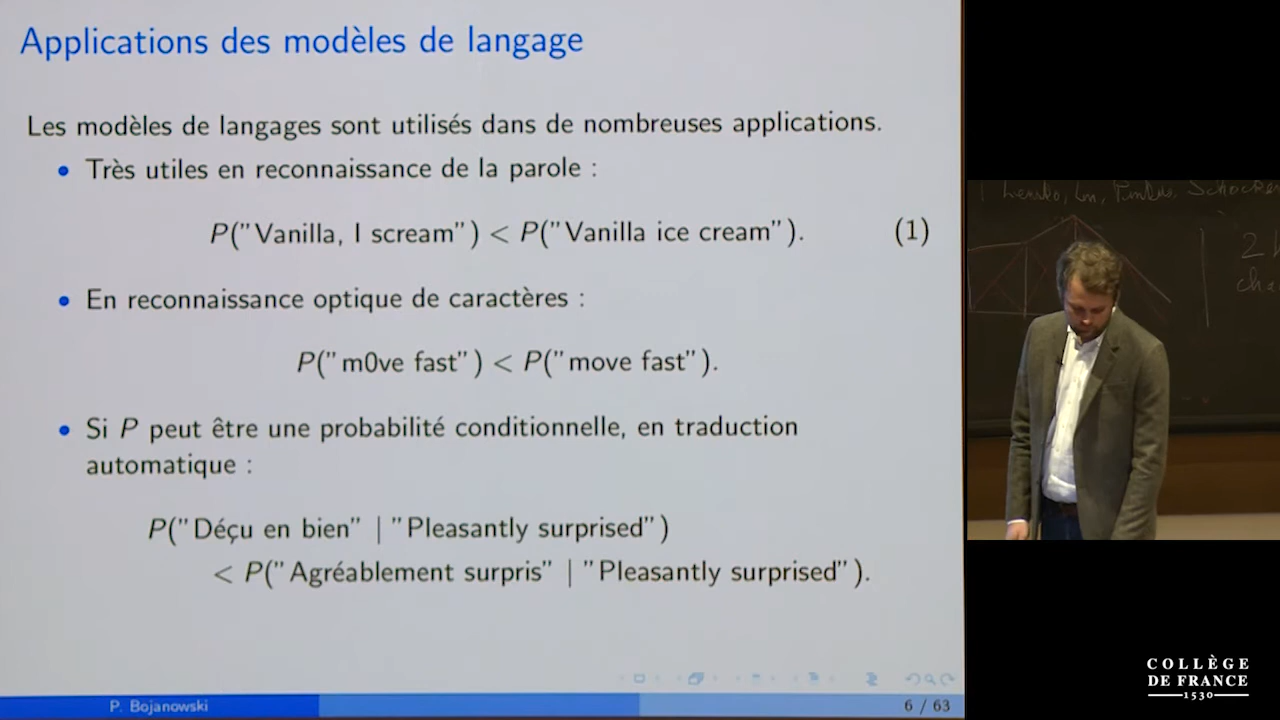 Applications des modèles de langage
Les modèles de langages sont utilisés dans de nombreuses applications.
• Très utiles en reconnaissance de la parole :
P("Vanilla, I scream") < P("Vanilla ice cream"). (1)
• En reconnaissance optique de caractères :
P("m0ve fast") < P("move fast").
• Si P peut être une probabilité conditionnelle, en traduction
automatique :
P("Déçu en bien" | "Pleasantly surprised")
< P("Agréablement surpris" | "Pleasantly surprised").
P. Bojanowski
6 / 63
COLLÈGE
DE FRANCE
1530